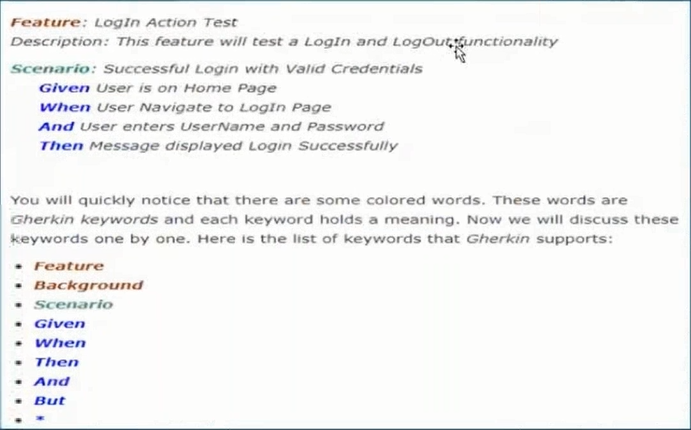 Feature: LogIn Action Test
Description: This feature will test a LogIn and LogOut functionality
Scenario: Successful Login with Valid Credentials
Given User is on Home Page
When User Navigate to LogIn Page
And User enters UserName and Password
Then Message displayed Login Successfully
You will quickly notice that there are some colored words. These words are
Gherkin keywords and each keyword holds a meaning. Now we will discuss these
keywords one by one. Here is the list of keywords that Gherkin supports:
• Feature
• Background
• Scenario
• Given
• When
• Then
• And
• But
• *